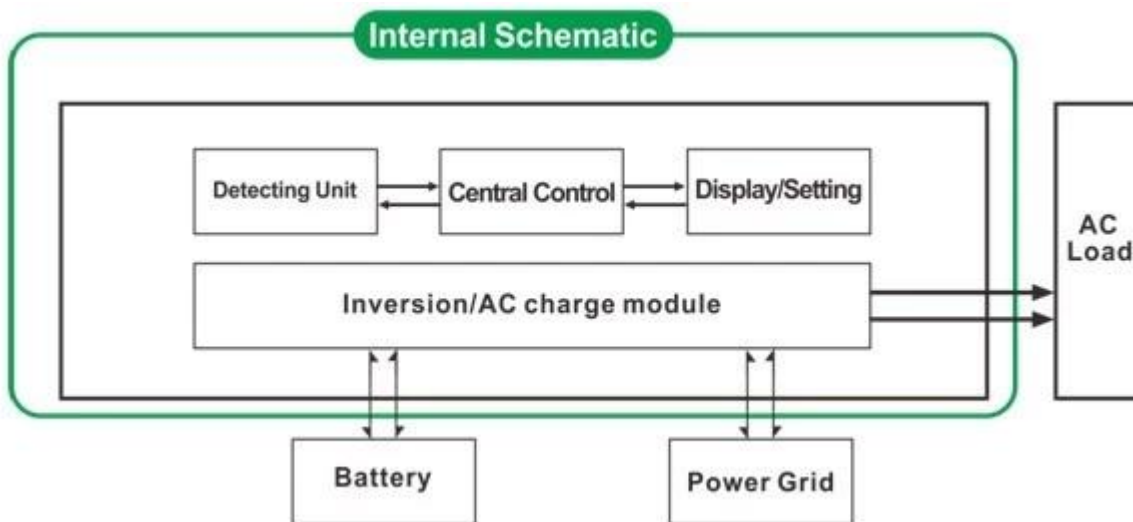 Internal Schematic
Detecting Unit
Central Control
Display/Setting
AC
Load
Inversion/AC charge module
Battery
Power Grid